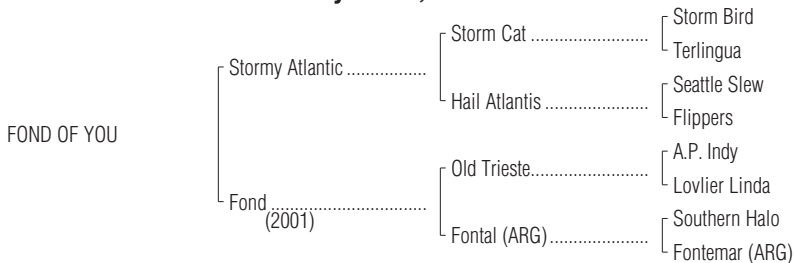 Storm Bird
Storm Cat ............................
Terlingua
Stormy Atlantic .................
Seattle Slew
Hail Atlantis ........................
Flippers
FOND OF YOU
A.P. Indy
Old Trieste...........................
Lovlier Linda
Fond ..................................
(2001)
Southern Halo
Fontal (ARG) .......................
Fontemar (ARG)